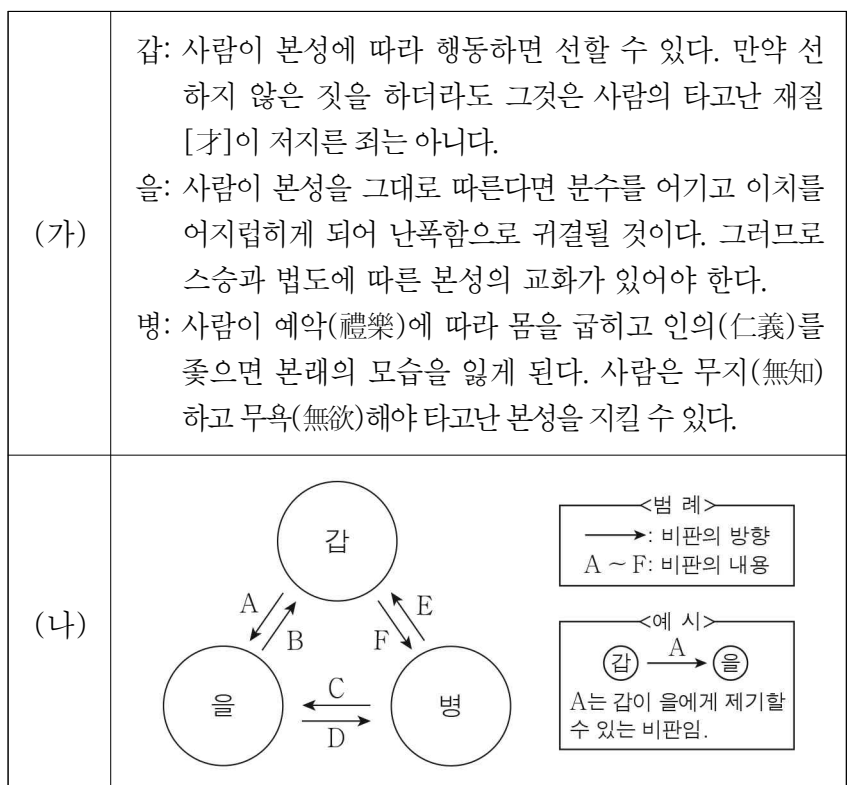 (가)
갑: 사람이 본성에 따라 행동하면 선할 수 있다. 만약 선
하지 않은 짓을 하더라도 그것은 사람의 타고난 재질
[才]이 저지른 죄는 아니다.
을: 사람이 본성을 그대로 따른다면 분수를 어기고 이치를
어지럽히게 되어 난폭함으로 귀결될 것이다. 그러므로
스승과 법도에 따른 본성의 교화가 있어야 한다.
병: 사람이 예악(禮樂)에 따라 몸을 굽히고 인의(仁義)를
좇으면 본래의 모습을 잃게 된다. 사람은 무지(無知)
하고 무욕(無欲)해야 타고난 본성을 지킬 수 있다.
(나)
갑
A
B
E
F
을
C
D
병
<범 례>
: 비판의 방향
A ~ F: 비판의 내용
<예 시>
갑 A 을
A는 갑이 을에게 제기할
수 있는 비판임.